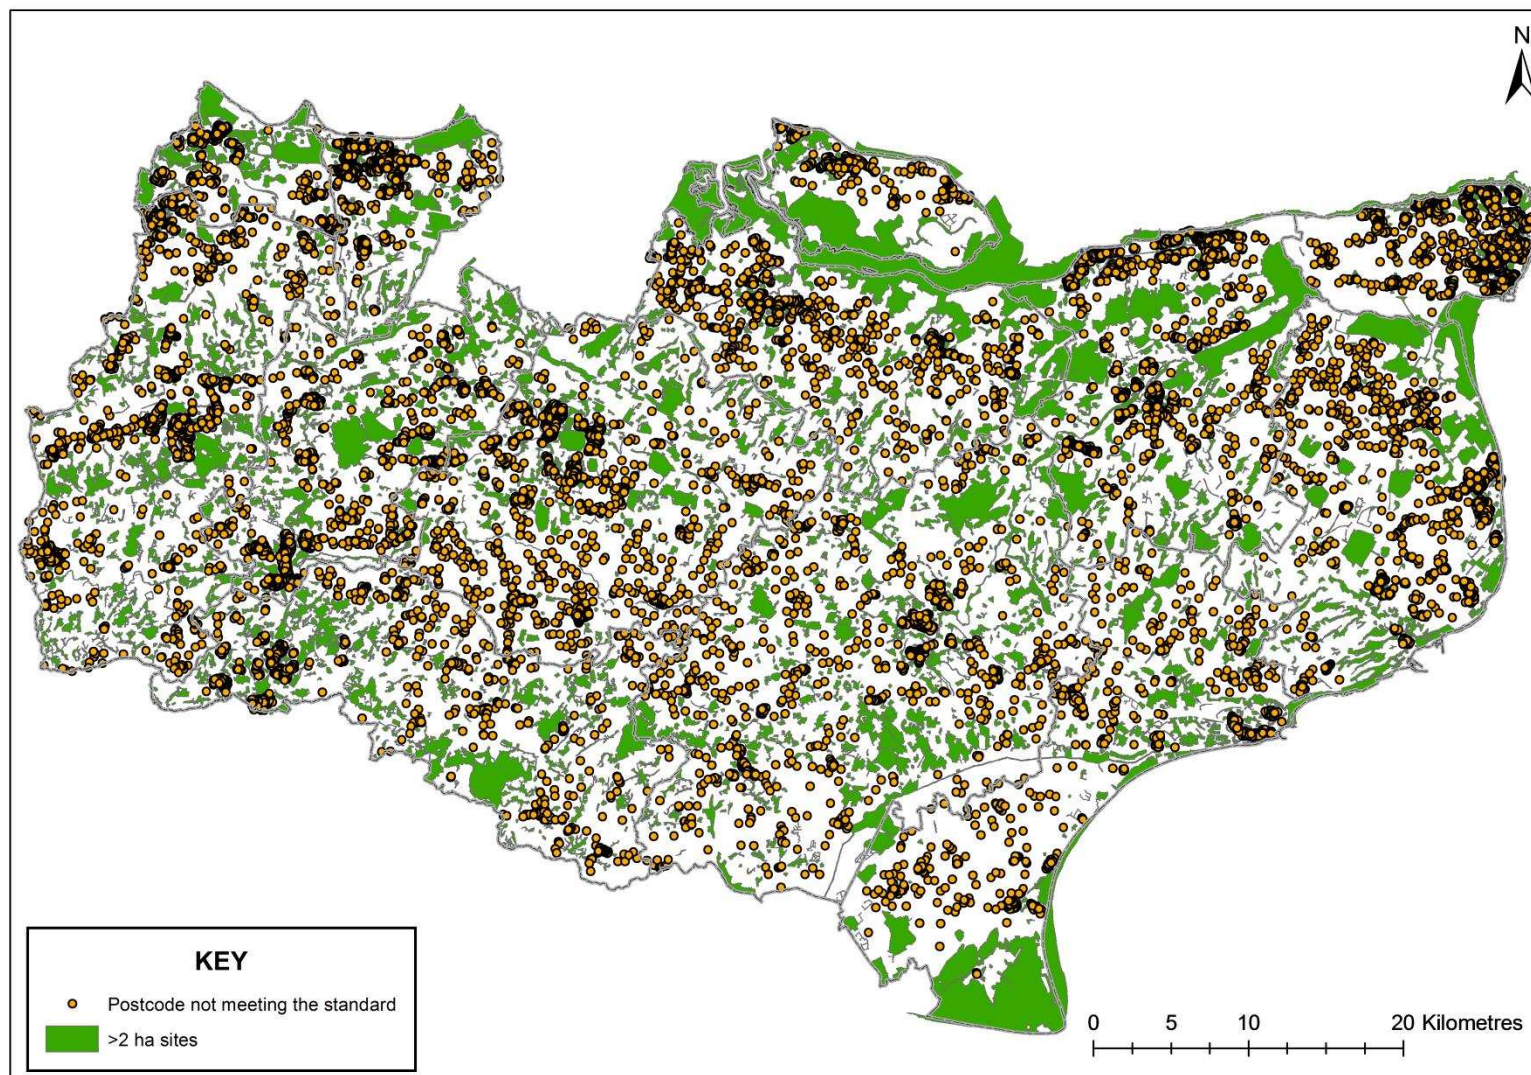 N
KEY
Postcode not meeting the standard
>2 ha sites
0 5 10 20 Kilometres